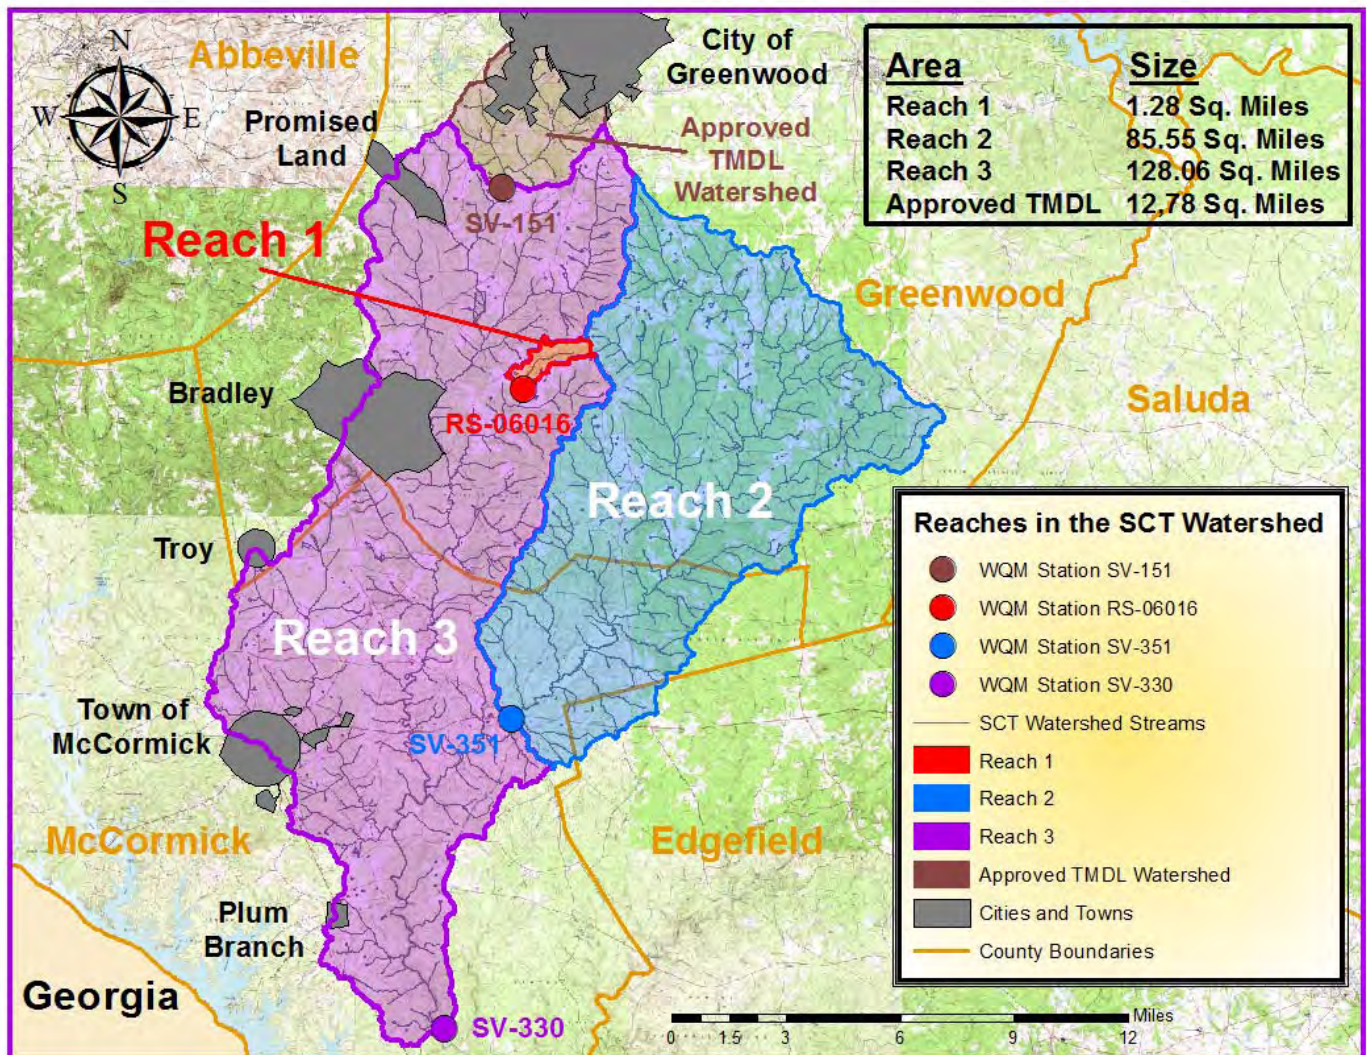 N
W E
S
Abbeville
Promised
Land
City of
Greenwood
Approved
TMDL
Watershed
SV-151
Reach 1
Area Size
Reach 1 1.28 Sq. Miles
Reach 2 85.55 Sq. Miles
Reach 3 128.06 Sq. Miles
Approved TMDL 12.78 Sq. Miles
Greenwood
Saluda
Bradley
RS-06016
Reach 2
Troy
Reach 3
Town of
McCormick
SV-351
McCormick
Edgefield
Plum
Branch
Georgia
SV-330
Reaches in the SCT Watershed
WQM Station SV-151
WQM Station RS-06016
WQM Station SV-351
WQM Station SV-330
SCT Watershed Streams
Reach 1
Reach 2
Reach 3
Approved TMDL Watershed
Cities and Towns
County Boundaries
Miles
0 1.5 3 6 9 12